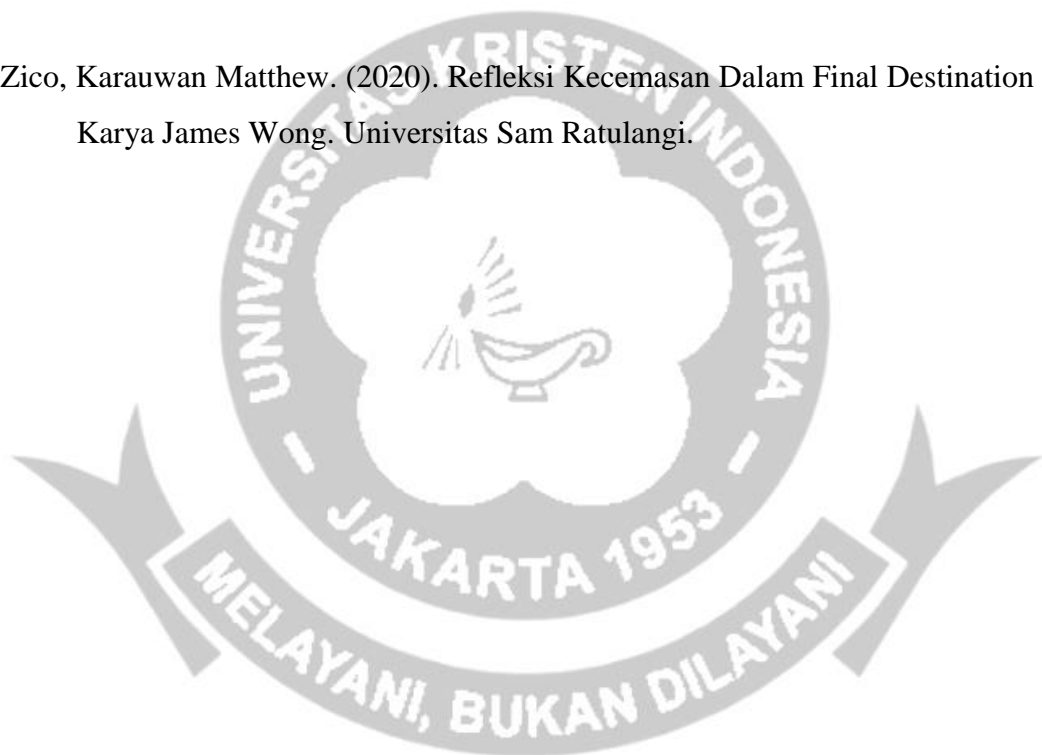 Zico, Karauwan Matthew. (2020). Refleksi Kecemasan Dalam Final Destination
Karya James Wong. Universitas Sam Ratulangi.
UNIVERSITAS KRISTEN INDONESIA
- JAKARTA 1953 -
MELAYANI, BUKAN DILAYANI